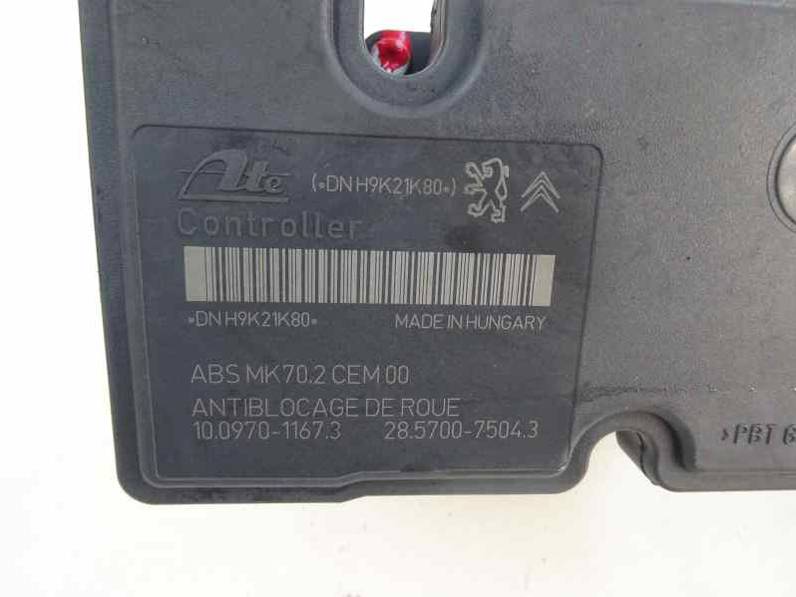 Ate (*DN H9K21K80*)
Controller
*DN H9K21K80* MADE IN HUNGARY
ABS MK70.2 CEM 00
ANTIBLOCAGE DE ROUE
10.0970-1167.3 28.5700-7504.3
>PBT